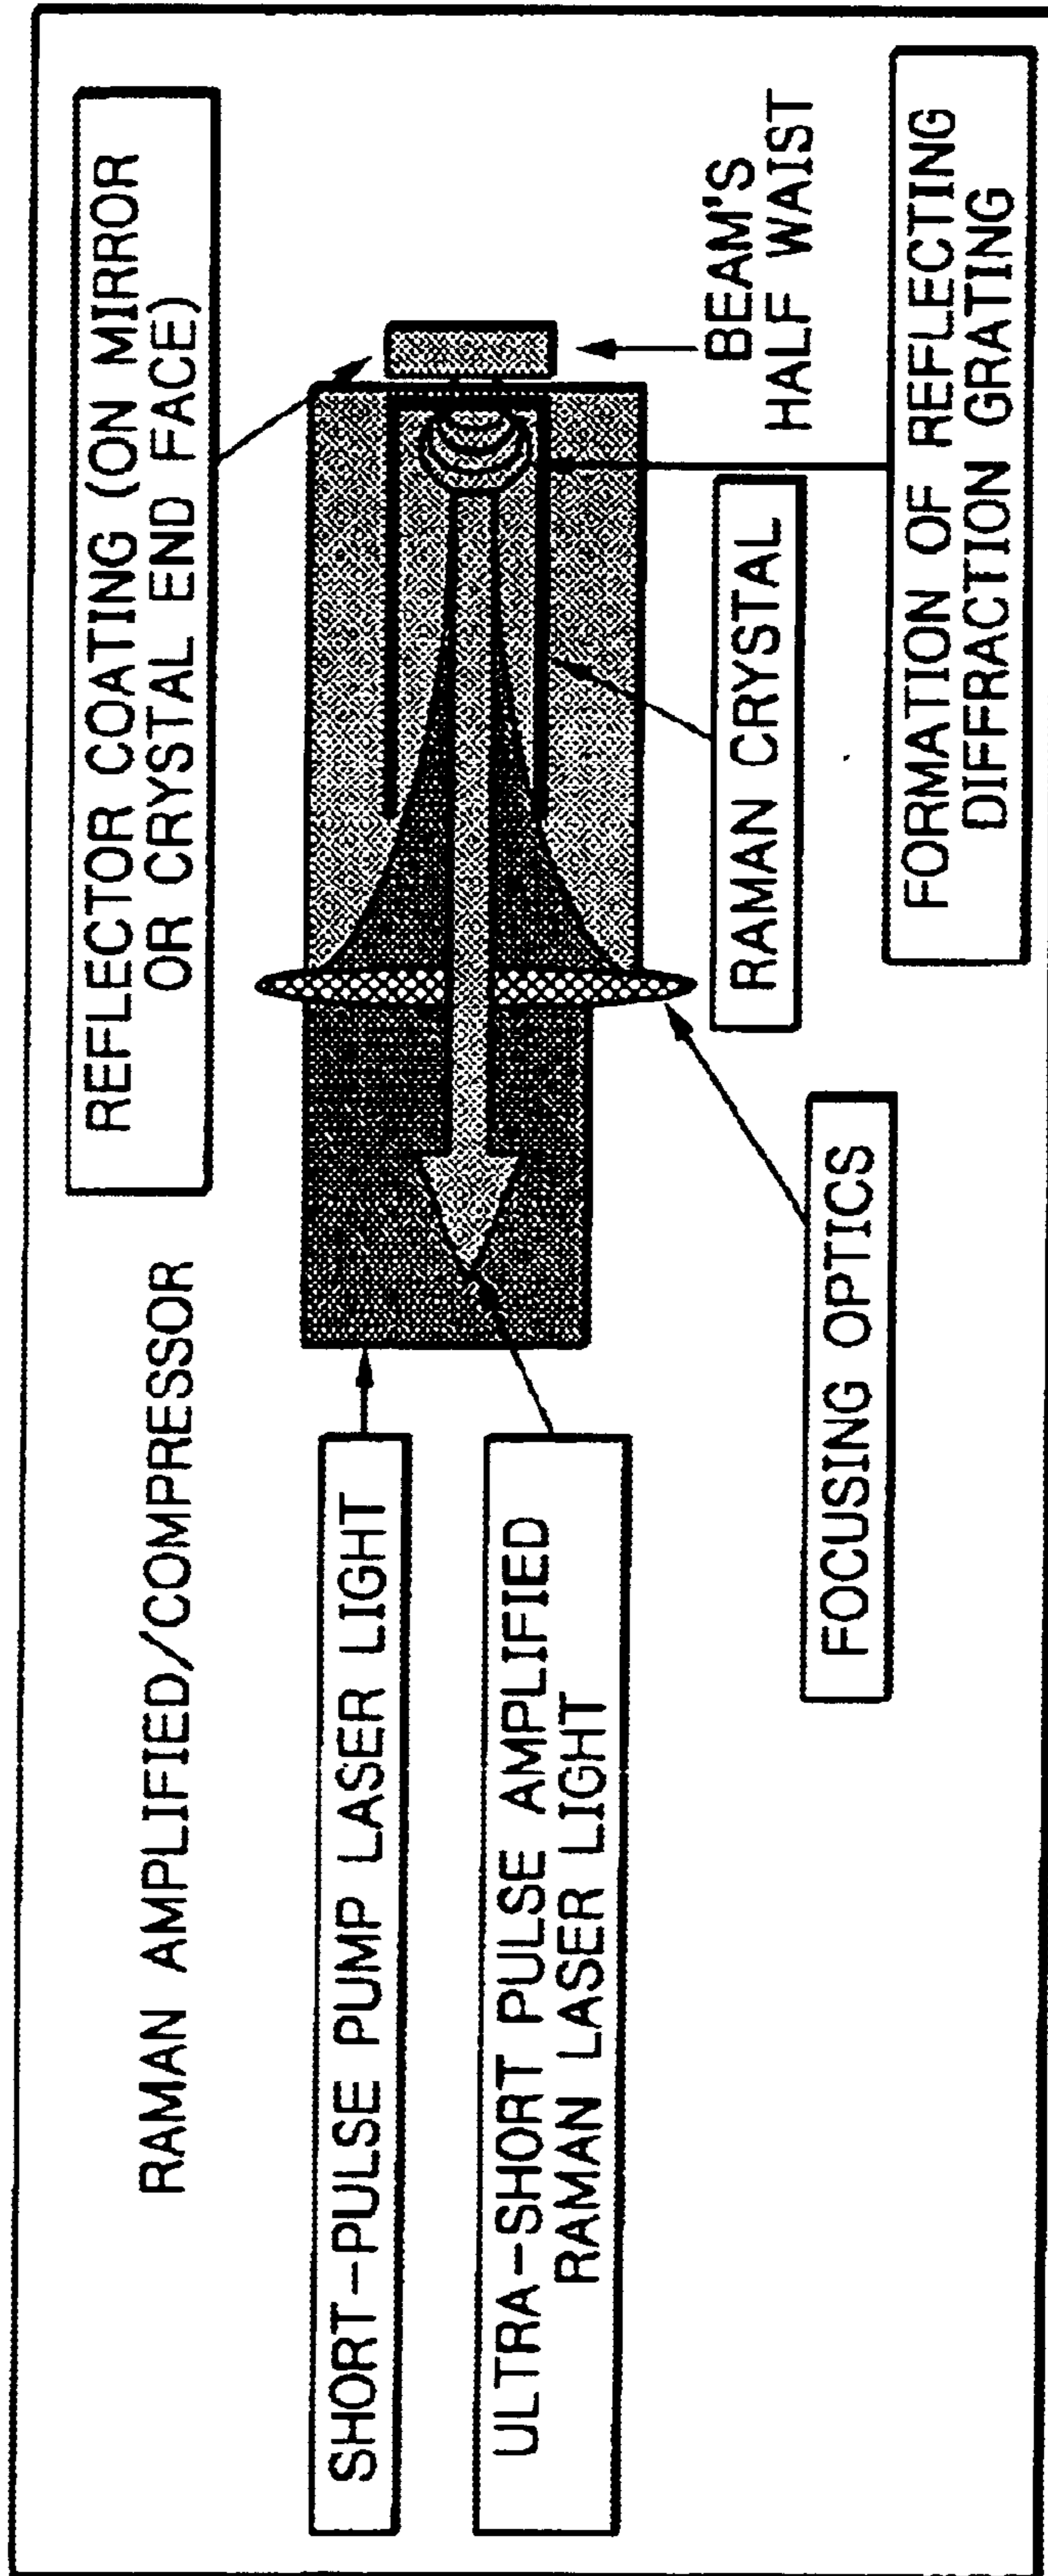 RAMAN AMPLIFIED/COMPRESSOR
REFLECTOR COATING (ON MIRROR
OR CRYSTAL END FACE)
SHORT-PULSE PUMP LASER LIGHT
ULTRA-SHORT PULSE AMPLIFIED
RAMAN LASER LIGHT
FOCUSING OPTICS
RAMAN CRYSTAL
BEAM'S
HALF WAIST
FORMATION OF REFLECTING
DIFFRACTION GRATING